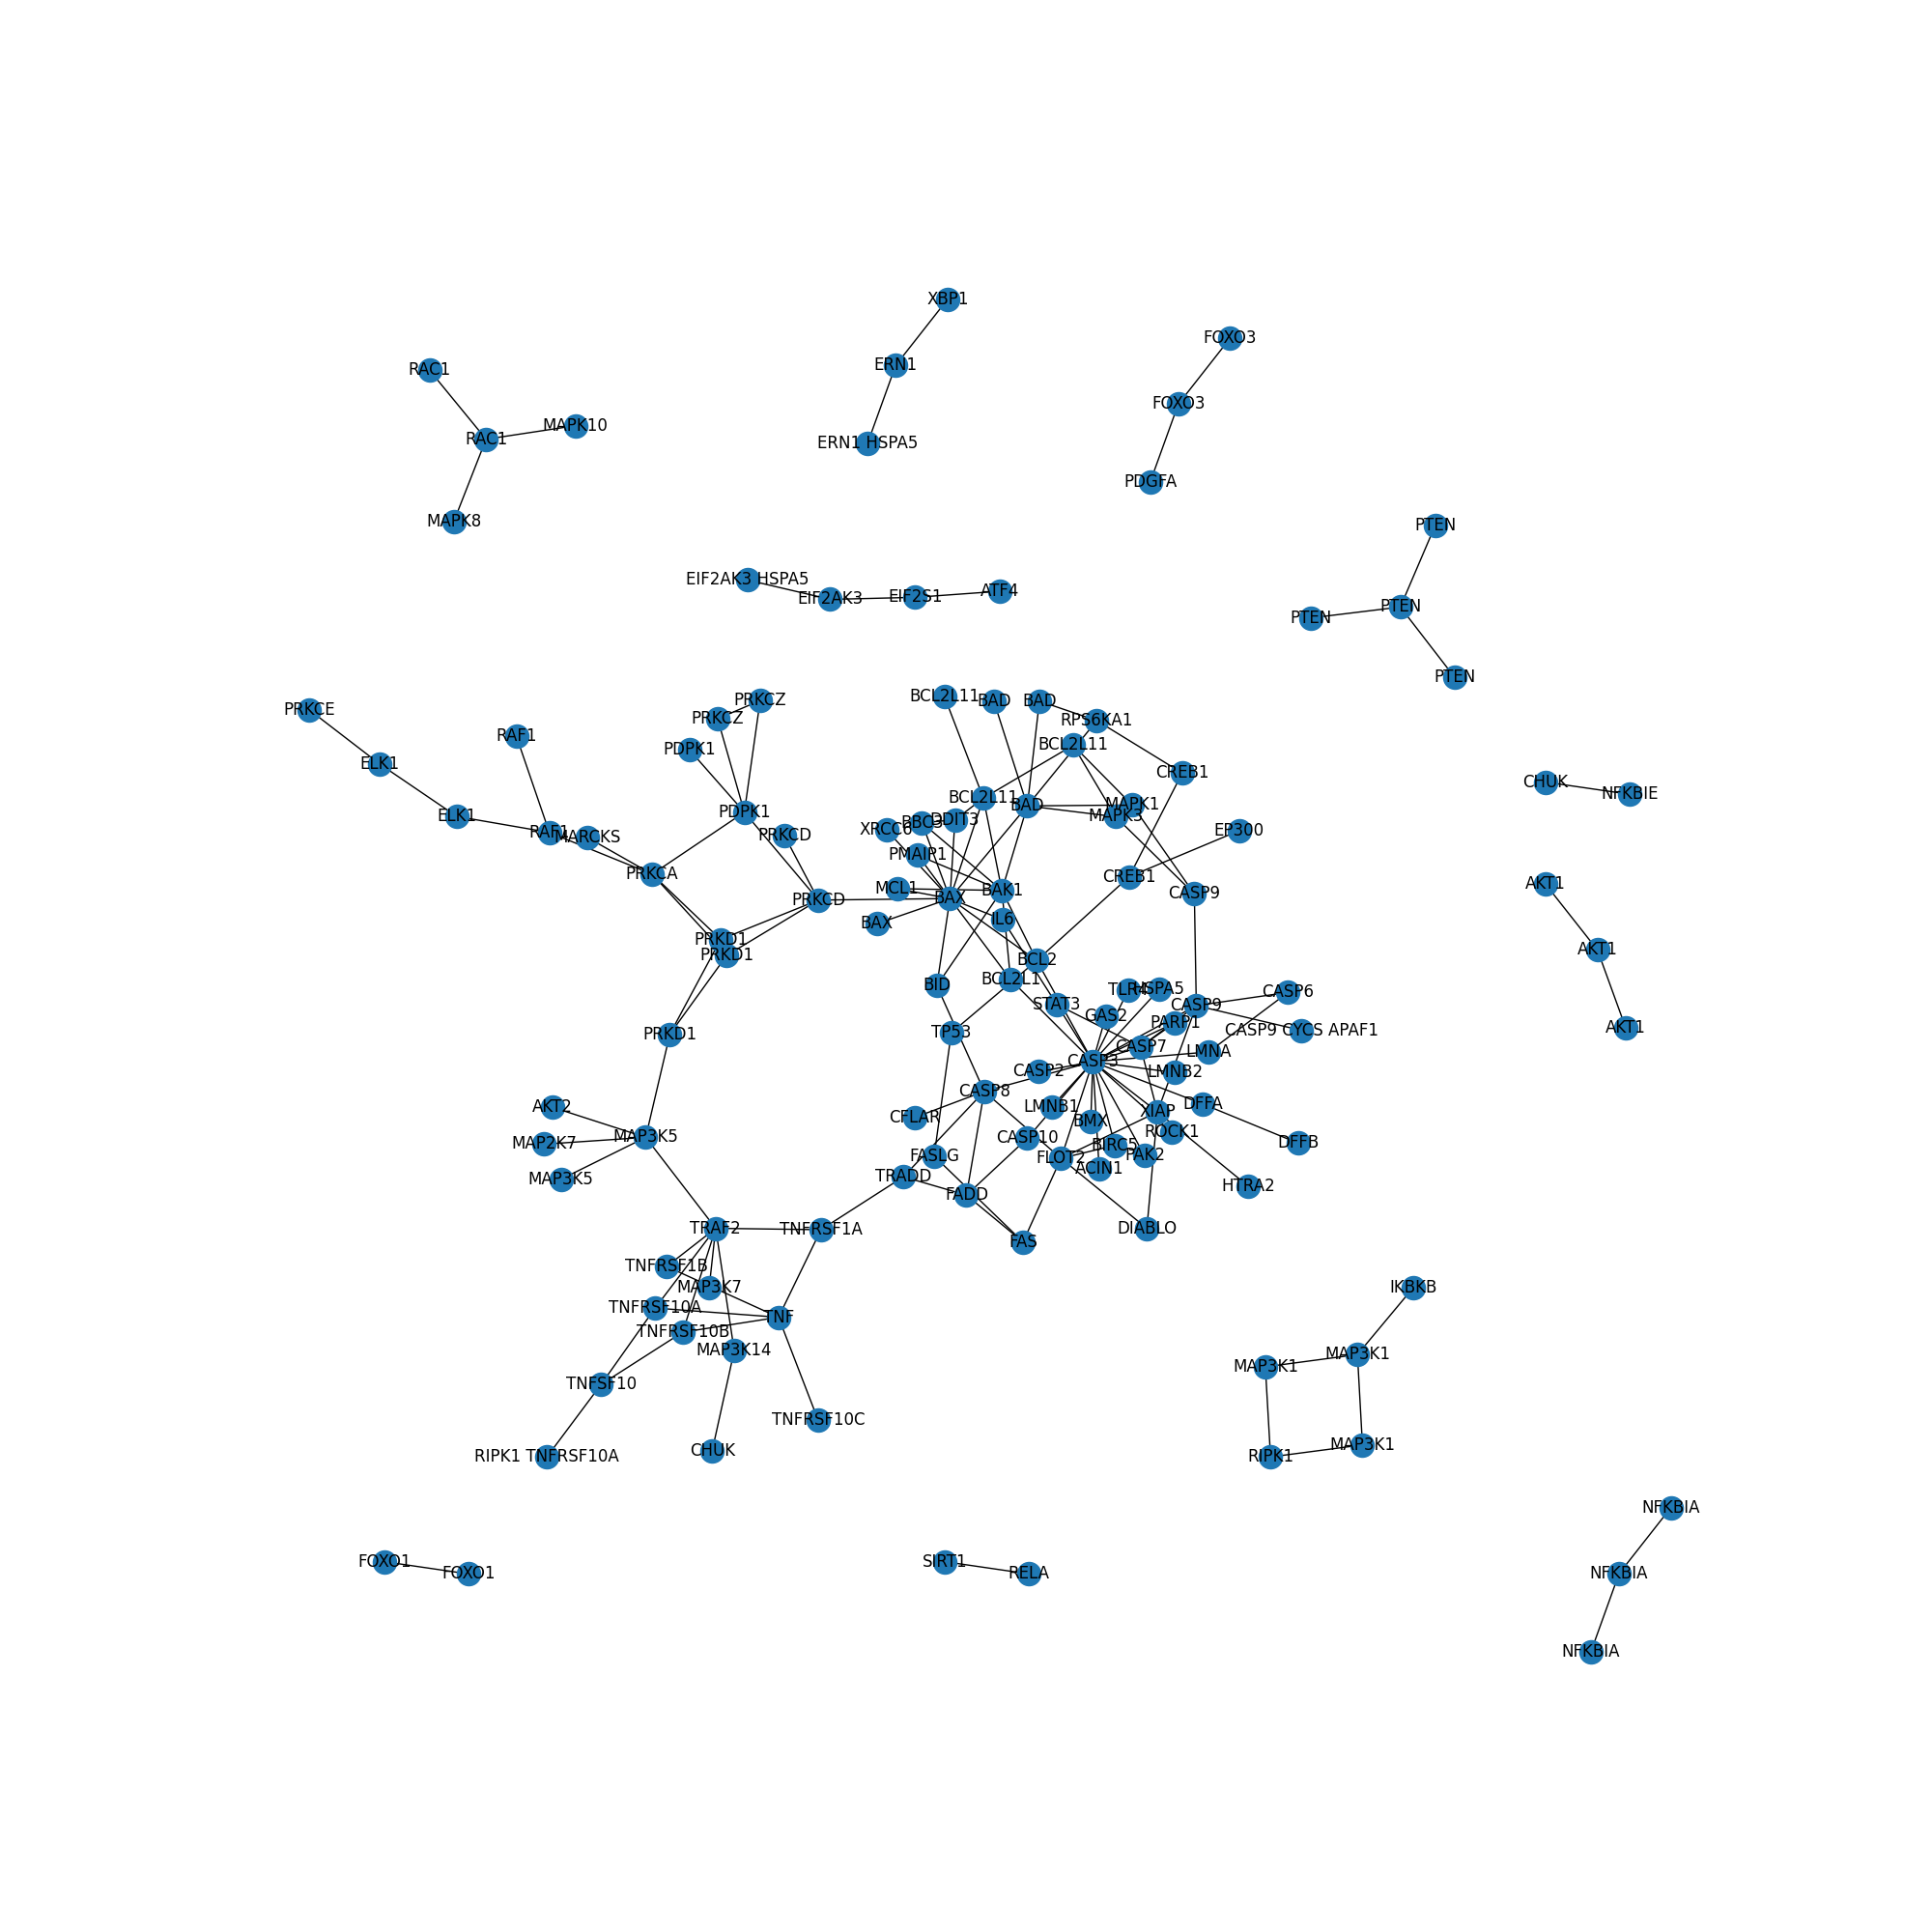 XBP1
FOXO3
ERN1
RAC1
FOXO3
MAPK10
RAC1
ERN1 HSPA5
PDGFA
MAPK8
PTEN
EIF2AK3 HSPA5
EIF2AK3
EIF2S1
ATF4
PTEN
PTEN
PTEN
PRKCE
PRKCZ
BCL2L11
BAD
BAD
PRKCZ
RPS6KA1
RAF1
PDPK1
BCL2L11
ELK1
CREB1
CHUK
NFKBIE
BCL2L11
BAD
MAPK1
PDPK1
MAPK3
ELK1
BBC3
DDIT3
XRCC6
EP300
RAF1
MARCKS
PRKCD
PMAIP1
PRKCA
CREB1
MCL1
BAK1
AKT1
CASP9
PRKCD
BAX
IL6
BAX
PRKD1
PRKD1
AKT1
BCL2
BCL2L1
BID
TLR4
HSPA5
CASP6
STAT3
CASP9
GAS2
PARP1
AKT1
PRKD1
TP53
CASP9 CYCS APAF1
CASP7
LMNA
CASP3
CASP2
LMNB2
CASP8
AKT2
CFLAR
LMNB1
DFFA
XIAP
BMX
MAP2K7
MAP3K5
CASP10
ROCK1
BIRC5
DFFB
FASLG
FLOT2
PAK2
MAP3K5
TRADD
ACIN1
FADD
HTRA2
TRAF2
TNFRSF1A
FAS
DIABLO
TNFRSF1B
MAP3K7
IKBKB
TNFRSF10A
TNF
TNFRSF10B
MAP3K14
MAP3K1
MAP3K1
TNFSF10
TNFRSF10C
RIPK1 TNFRSF10A
CHUK
RIPK1
MAP3K1
NFKBIA
FOXO1
FOXO1
SIRT1
RELA
NFKBIA
NFKBIA